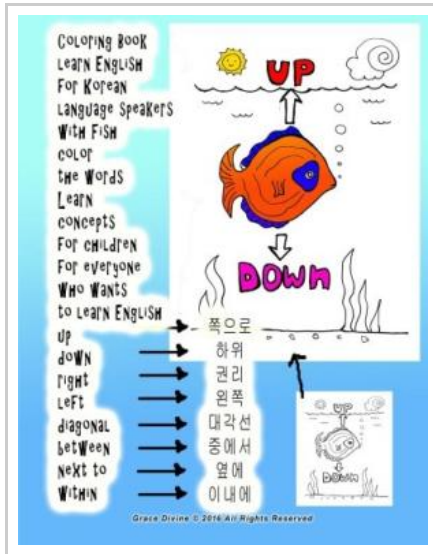 Coloring Book
Learn English
For Korean
Language Speakers
With Fish
color
the Words
Learn
concepts
For children
For everyone
Who Wants
to Learn English
up
down
right
Left
diagonal
between
Next to
Within
쪽으로
하위
권리
왼쪽
대각선
중에서
옆에
이내에
UP
DOWN
UP
DOWN
Grace Divine © 2016 All Rights Reserved